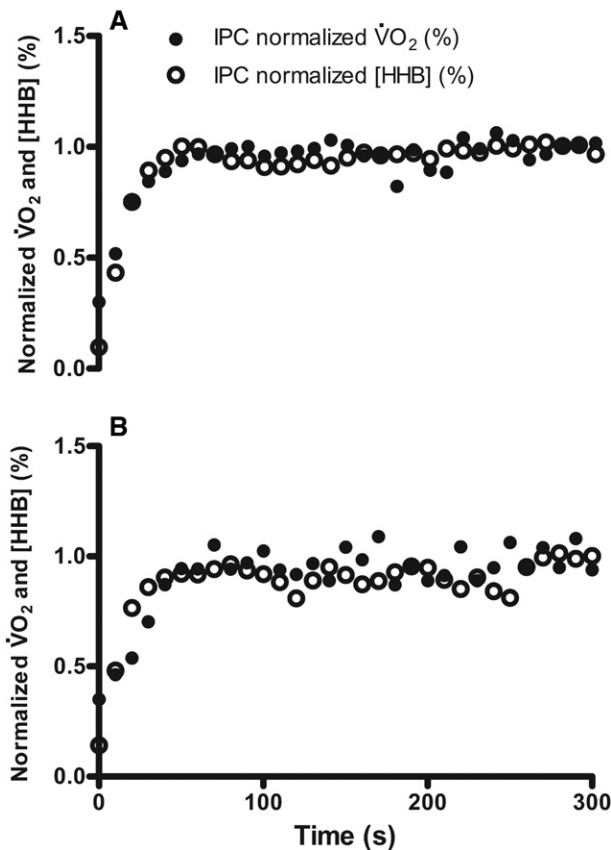 A
IPC normalized V̇O2 (%)
IPC normalized [HHB] (%)
Normalized V̇O2 and [HHB] (%)
1.5
1.0
0.5
0.0
B
Normalized V̇O2 and [HHB] (%)
1.5
1.0
0.5
0.0
0
100
200
300
Time (s)